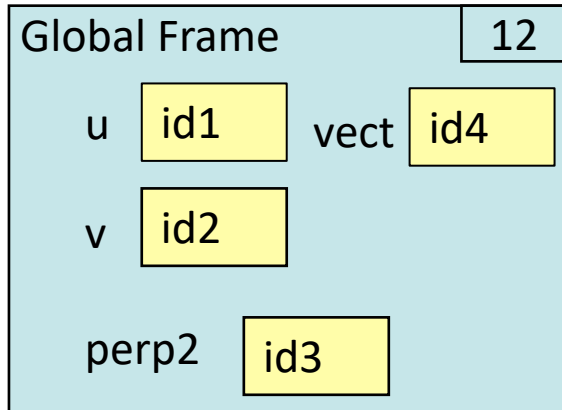 Global Frame 12
u id1 vect id4
v id2
perp2 id3